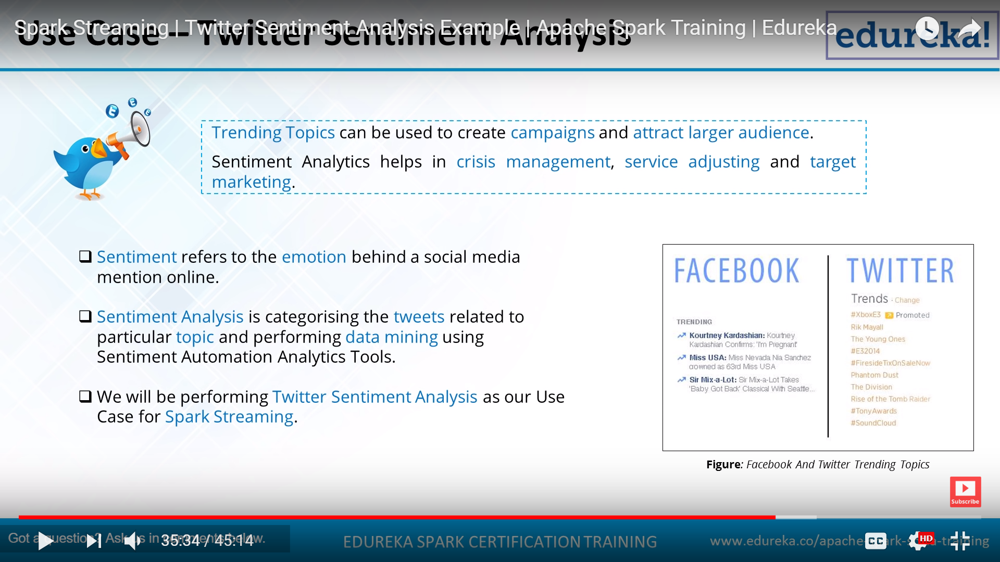 Spark Streaming | Twitter Sentiment Analysis Example | Apache Spark Training | Edureka
Use Case – Twitter Sentiment Analysis
edureka!
Trending Topics can be used to create campaigns and attract larger audience.
Sentiment Analytics helps in crisis management, service adjusting and target
marketing.
Sentiment refers to the emotion behind a social media
mention online.
Sentiment Analysis is categorising the tweets related to
particular topic and performing data mining using
Sentiment Automation Analytics Tools.
We will be performing Twitter Sentiment Analysis as our Use
Case for Spark Streaming.
FACEBOOK
TRENDING
Kourtney Kardashian: Kourtney
Kardashian Confirms: 'I'm Pregnant'
Miss USA: Miss Nevada Nia Sanchez
crowned as 63rd Miss USA
Sir Mix-a-Lot: Sir Mix-a-Lot Takes
'Baby Got Back' Classical With Seattle...
TWITTER
Trends · Change
#XboxE3 Promoted
Rik Mayall
The Young Ones
#E32014
#FiresideTixOnSaleNow
Phantom Dust
The Division
Rise of the Tomb Raider
#TonyAwards
#SoundCloud
Figure: Facebook And Twitter Trending Topics
Subscribe
Got a question? Ask us in comments below.
35:34 / 45:14
EDUREKA SPARK CERTIFICATION TRAINING
www.edureka.co/apache-spark-scala-training
CC
HD